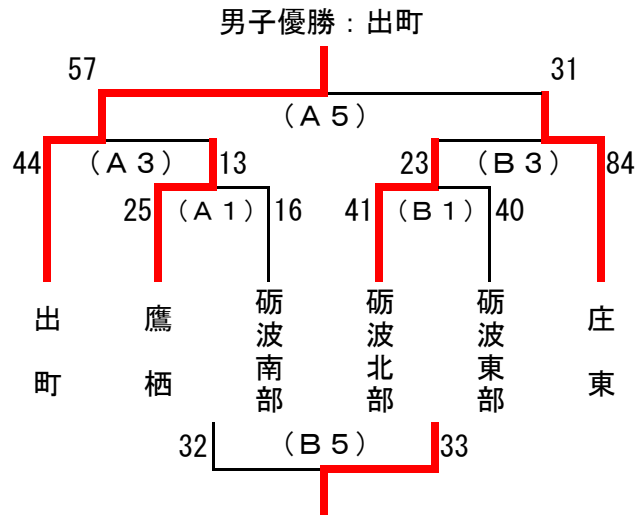 男子優勝：出町
57 31
（Ａ５）
44 （Ａ３） 13 23 （Ｂ３） 84
25 （Ａ１） 16 41 （Ｂ１） 40
出町
鷹栖
砺波南部
砺波北部
砺波東部
庄東
32 （Ｂ５） 33